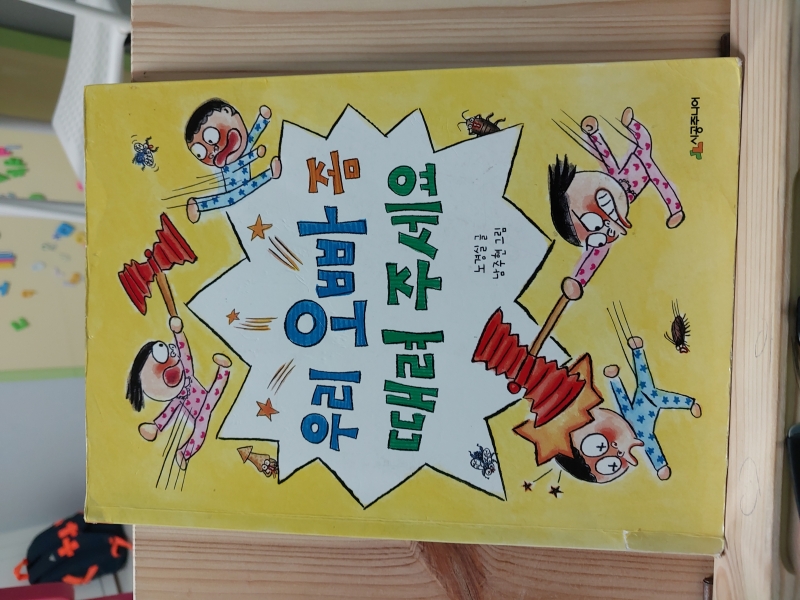 우리 오빠 좀
때려 주세요
노경실 글
남주현 그림
시공주니어